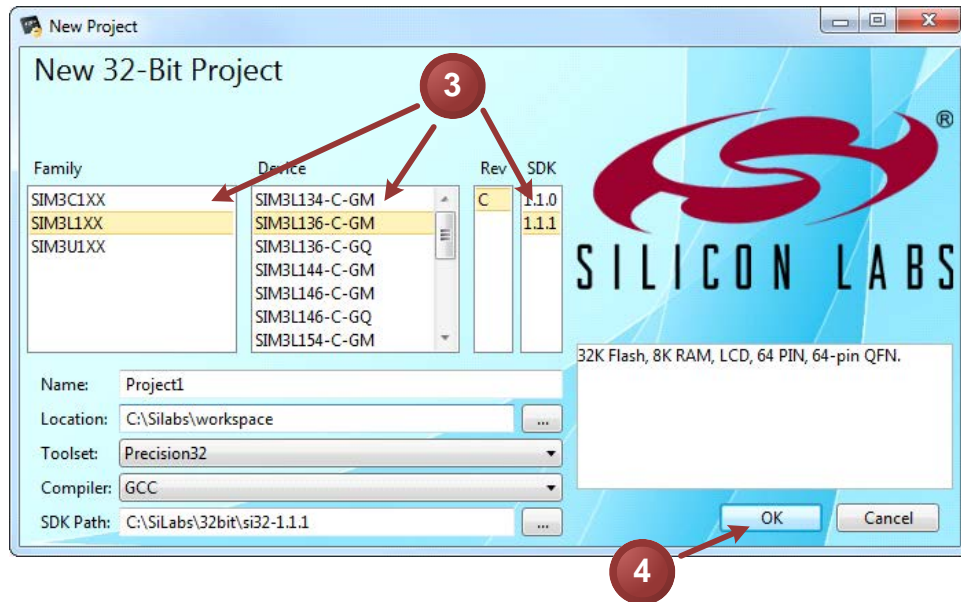 New Project
New 32-Bit Project
3
®
Family Device Rev SDK
SIM3C1XX SIM3L134-C-GM C 1.1.0
SIM3L1XX SIM3L136-C-GM 1.1.1
SIM3U1XX SIM3L136-C-GQ
SIM3L144-C-GM
SIM3L146-C-GM
SIM3L146-C-GQ
SIM3L154-C-GM
SILICON LABS
32K Flash, 8K RAM, LCD, 64 PIN, 64-pin QFN.
Name: Project1
Location: C:\Silabs\workspace ...
Toolset: Precision32
Compiler: GCC
SDK Path: C:\SiLabs\32bit\si32-1.1.1 ...
OK Cancel
4